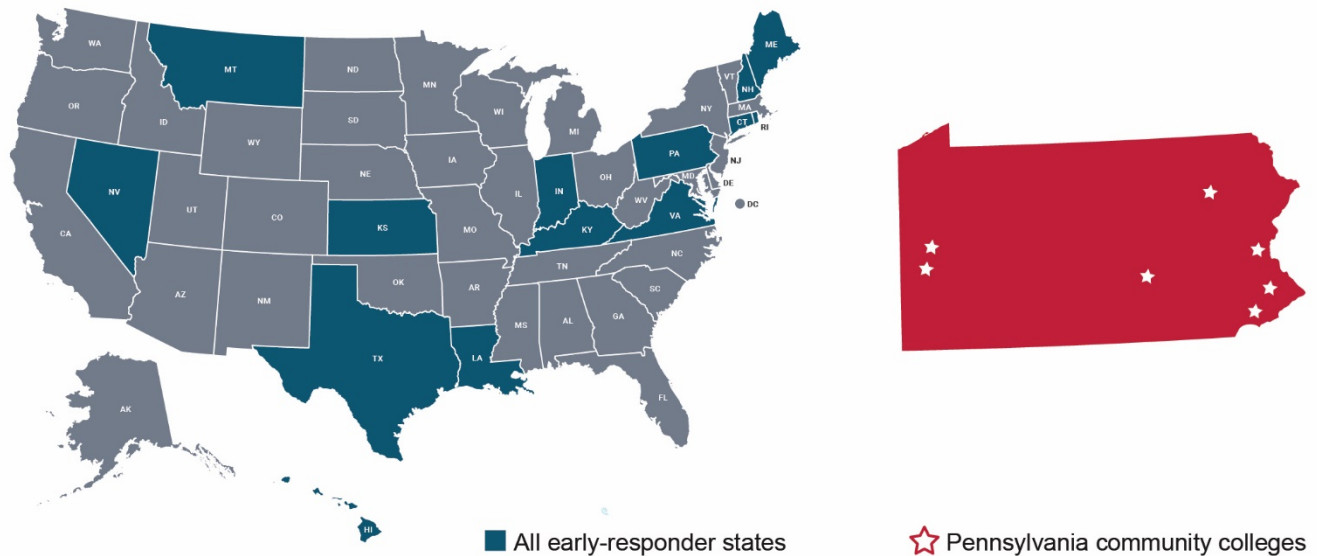 WA
MT
ND
MN
ME
VT
NH
OR
ID
SD
WI
NY
MA
WY
MI
CT
RI
IA
PA
NJ
NE
NV
OH
MD
DE
UT
IL
IN
WV
DC
CO
CA
KS
MO
KY
VA
NC
TN
OK
AR
SC
AZ
NM
MS
AL
GA
TX
LA
AK
FL
HI
All early-responder states
Pennsylvania community colleges